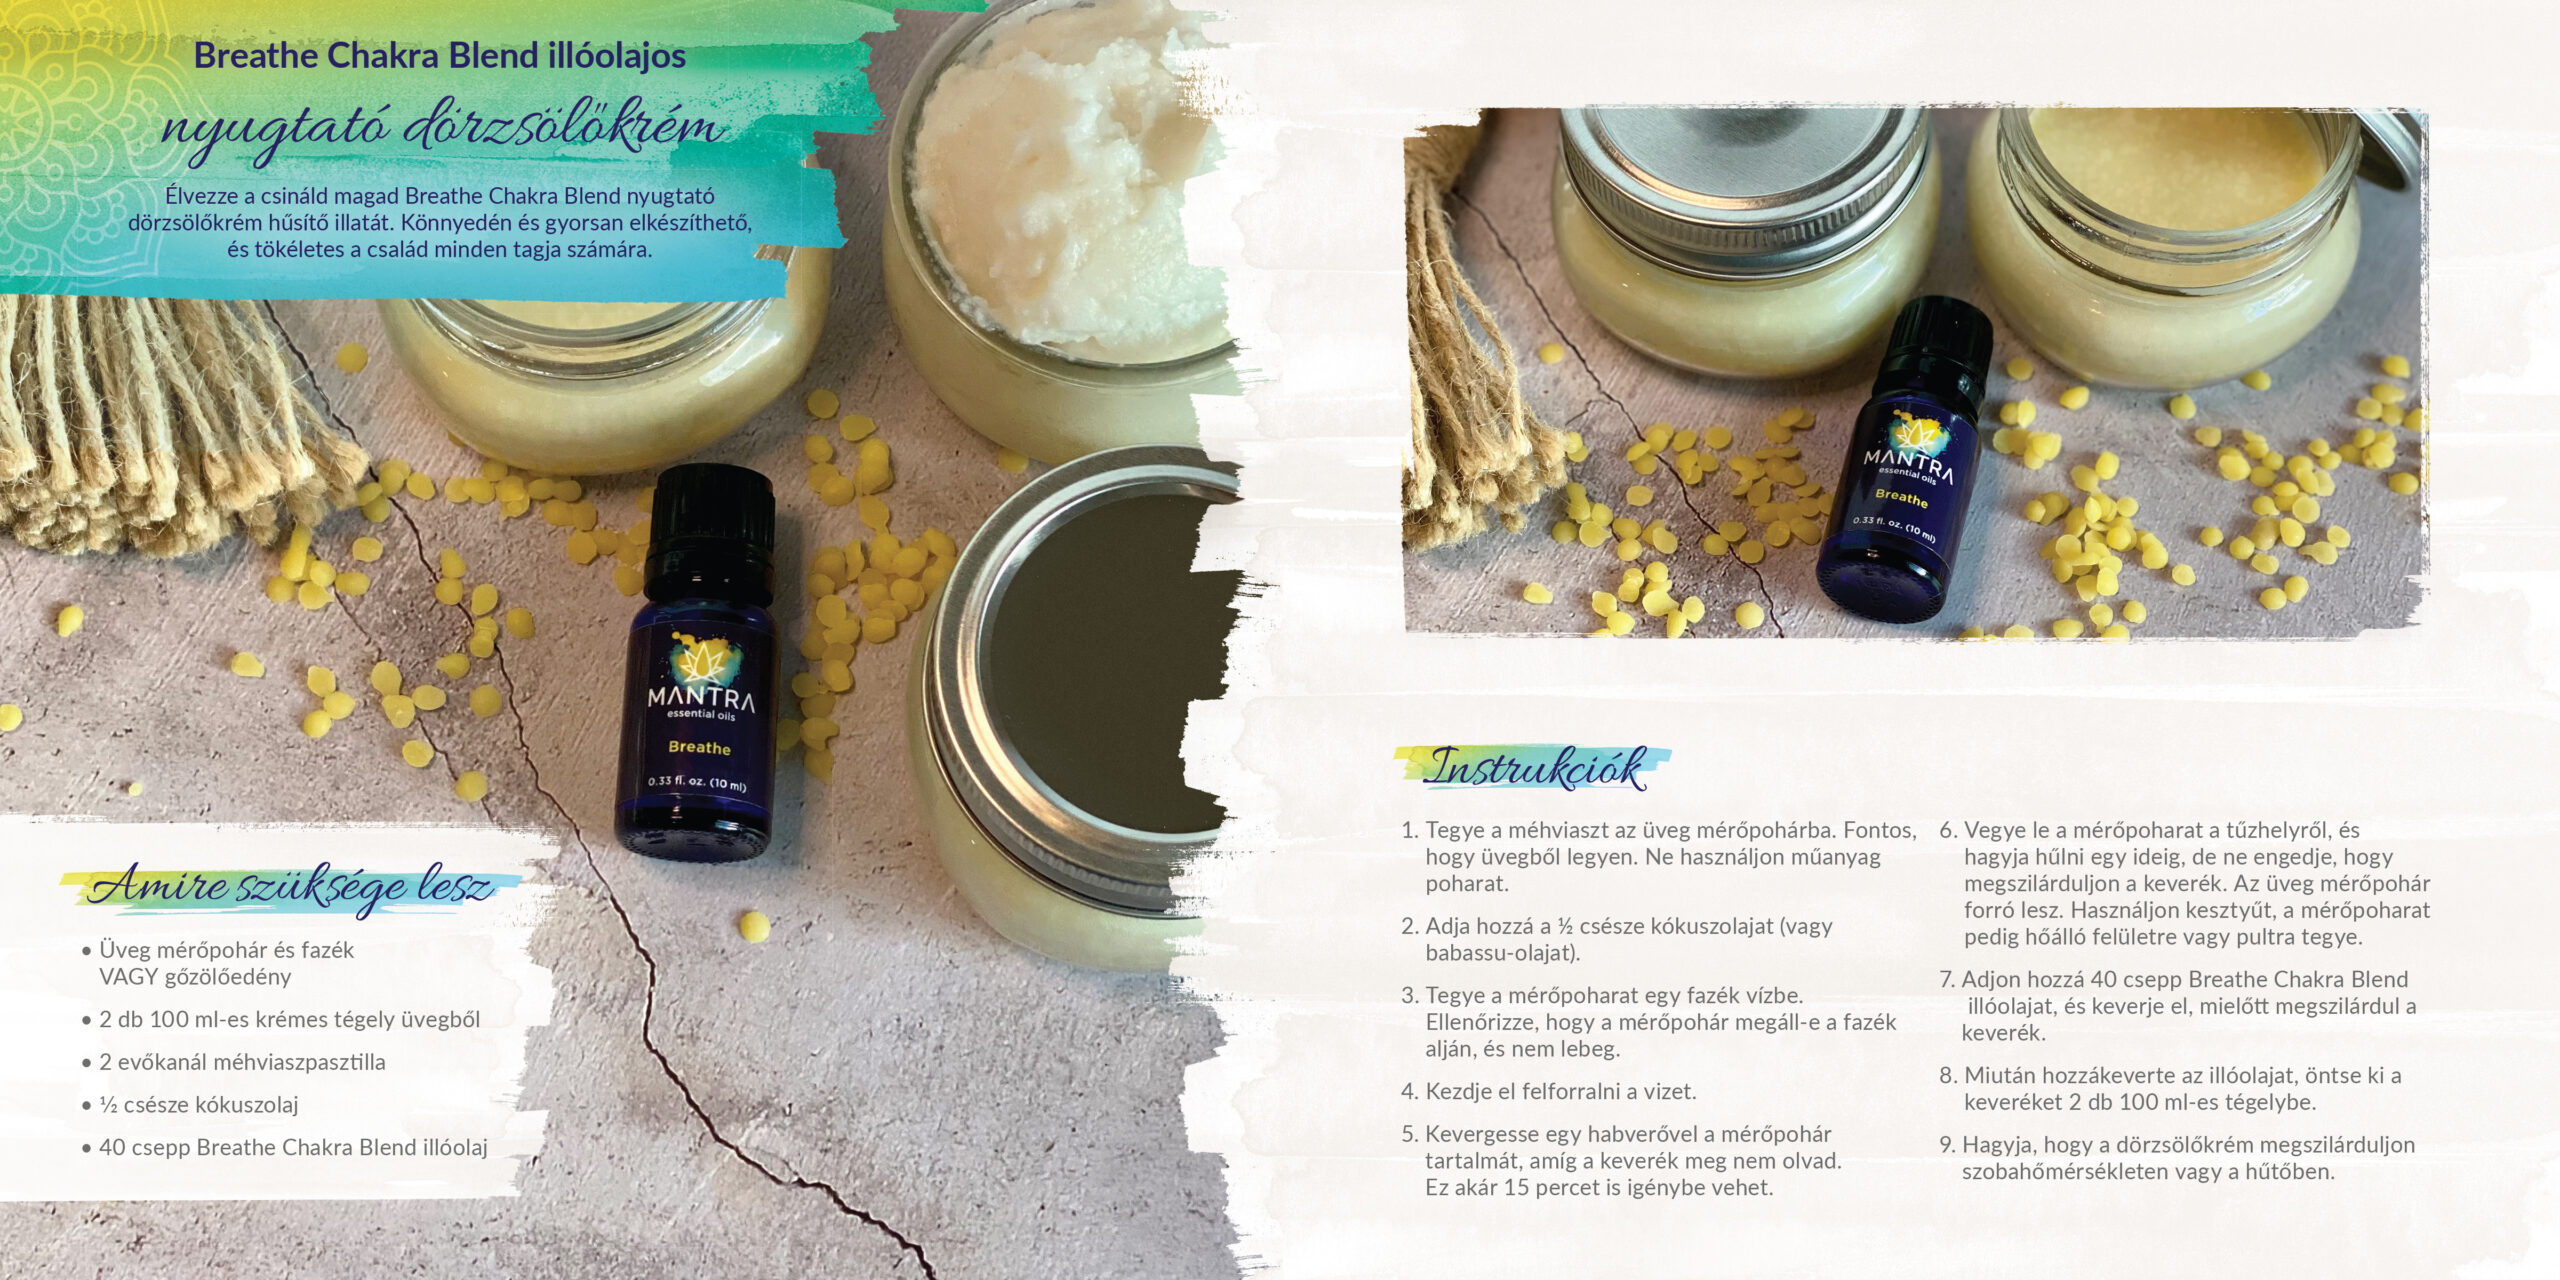 Breathe Chakra Blend illóolajos
nyugtató dörzsölőkrém
Élvezze a csináld magad Breathe Chakra Blend nyugtató
dörzsölőkrém hűsítő illatát. Könnyedén és gyorsan elkészíthető,
és tökéletes a család minden tagja számára.
MANTRA
essential oils
Breathe
0.33 fl. oz. (10 ml)
Amire szüksége lesz
• Üveg mérőpohár és fazék
VAGY gőzölőedény
• 2 db 100 ml-es krémes tégely üvegből
• 2 evőkanál méhviaszpasztilla
• ½ csésze kókuszolaj
• 40 csepp Breathe Chakra Blend illóolaj
MANTRA
essential oils
Breathe
0.33 fl. oz. (10 ml)
Instrukciók
1. Tegye a méhviaszt az üveg mérőpohárba. Fontos,
hogy üvegből legyen. Ne használjon műanyag
poharat.
2. Adja hozzá a ½ csésze kókuszolajat (vagy
babassu-olajat).
3. Tegye a mérőpoharat egy fazék vízbe.
Ellenőrizze, hogy a mérőpohár megáll-e a fazék
alján, és nem lebeg.
4. Kezdje el felforralni a vizet.
5. Kevergesse egy habverővel a mérőpohár
tartalmát, amíg a keverék meg nem olvad.
Ez akár 15 percet is igénybe vehet.
6. Vegye le a mérőpoharat a tűzhelyről, és
hagyja hűlni egy ideig, de ne engedje, hogy
megszilárduljon a keverék. Az üveg mérőpohár
forró lesz. Használjon kesztyűt, a mérőpoharat
pedig hőálló felületre vagy pultra tegye.
7. Adjon hozzá 40 csepp Breathe Chakra Blend
illóolajat, és keverje el, mielőtt megszilárdul a
keverék.
8. Miután hozzákeverte az illóolajat, öntse ki a
keveréket 2 db 100 ml-es tégelybe.
9. Hagyja, hogy a dörzsölőkrém megszilárduljon
szobahőmérsékleten vagy a hűtőben.